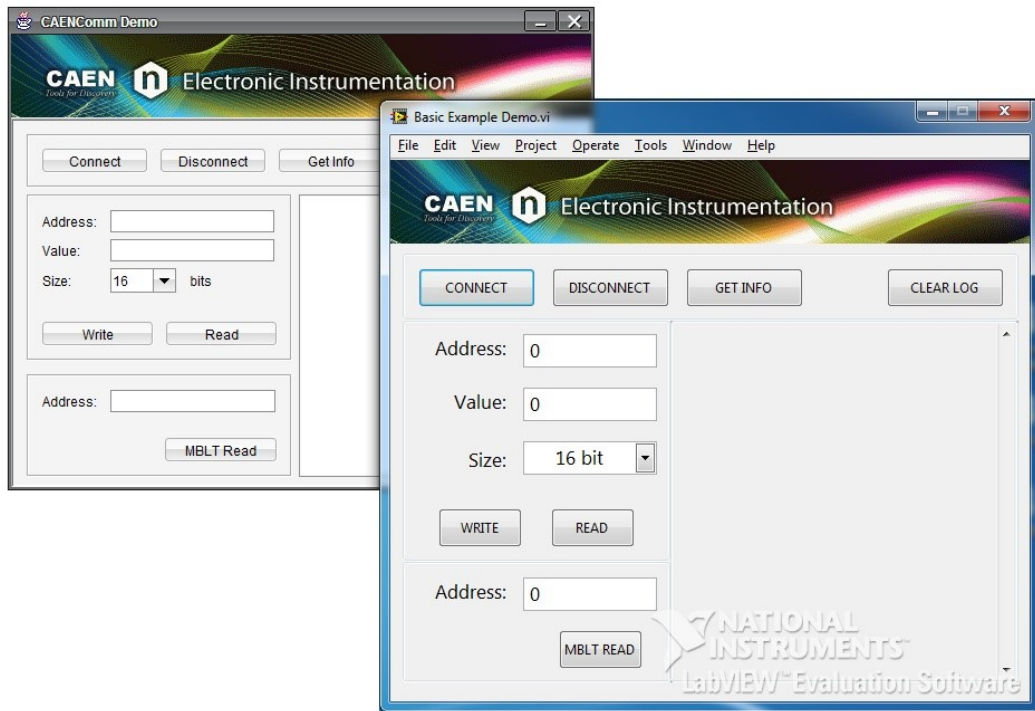 CAENComm Demo
CAEN n Electronic Instrumentation
Tools for Discovery
Connect Disconnect Get Info
Address:
Value:
Size: 16 bits
Write Read
Address:
MBLT Read
Basic Example Demo.vi
File Edit View Project Operate Tools Window Help
CAEN n Electronic Instrumentation
Tools for Discovery
CONNECT DISCONNECT GET INFO CLEAR LOG
Address: 0
Value: 0
Size: 16 bit
WRITE READ
Address: 0
MBLT READ
NATIONAL
INSTRUMENTS™
LabVIEW™ Evaluation Software